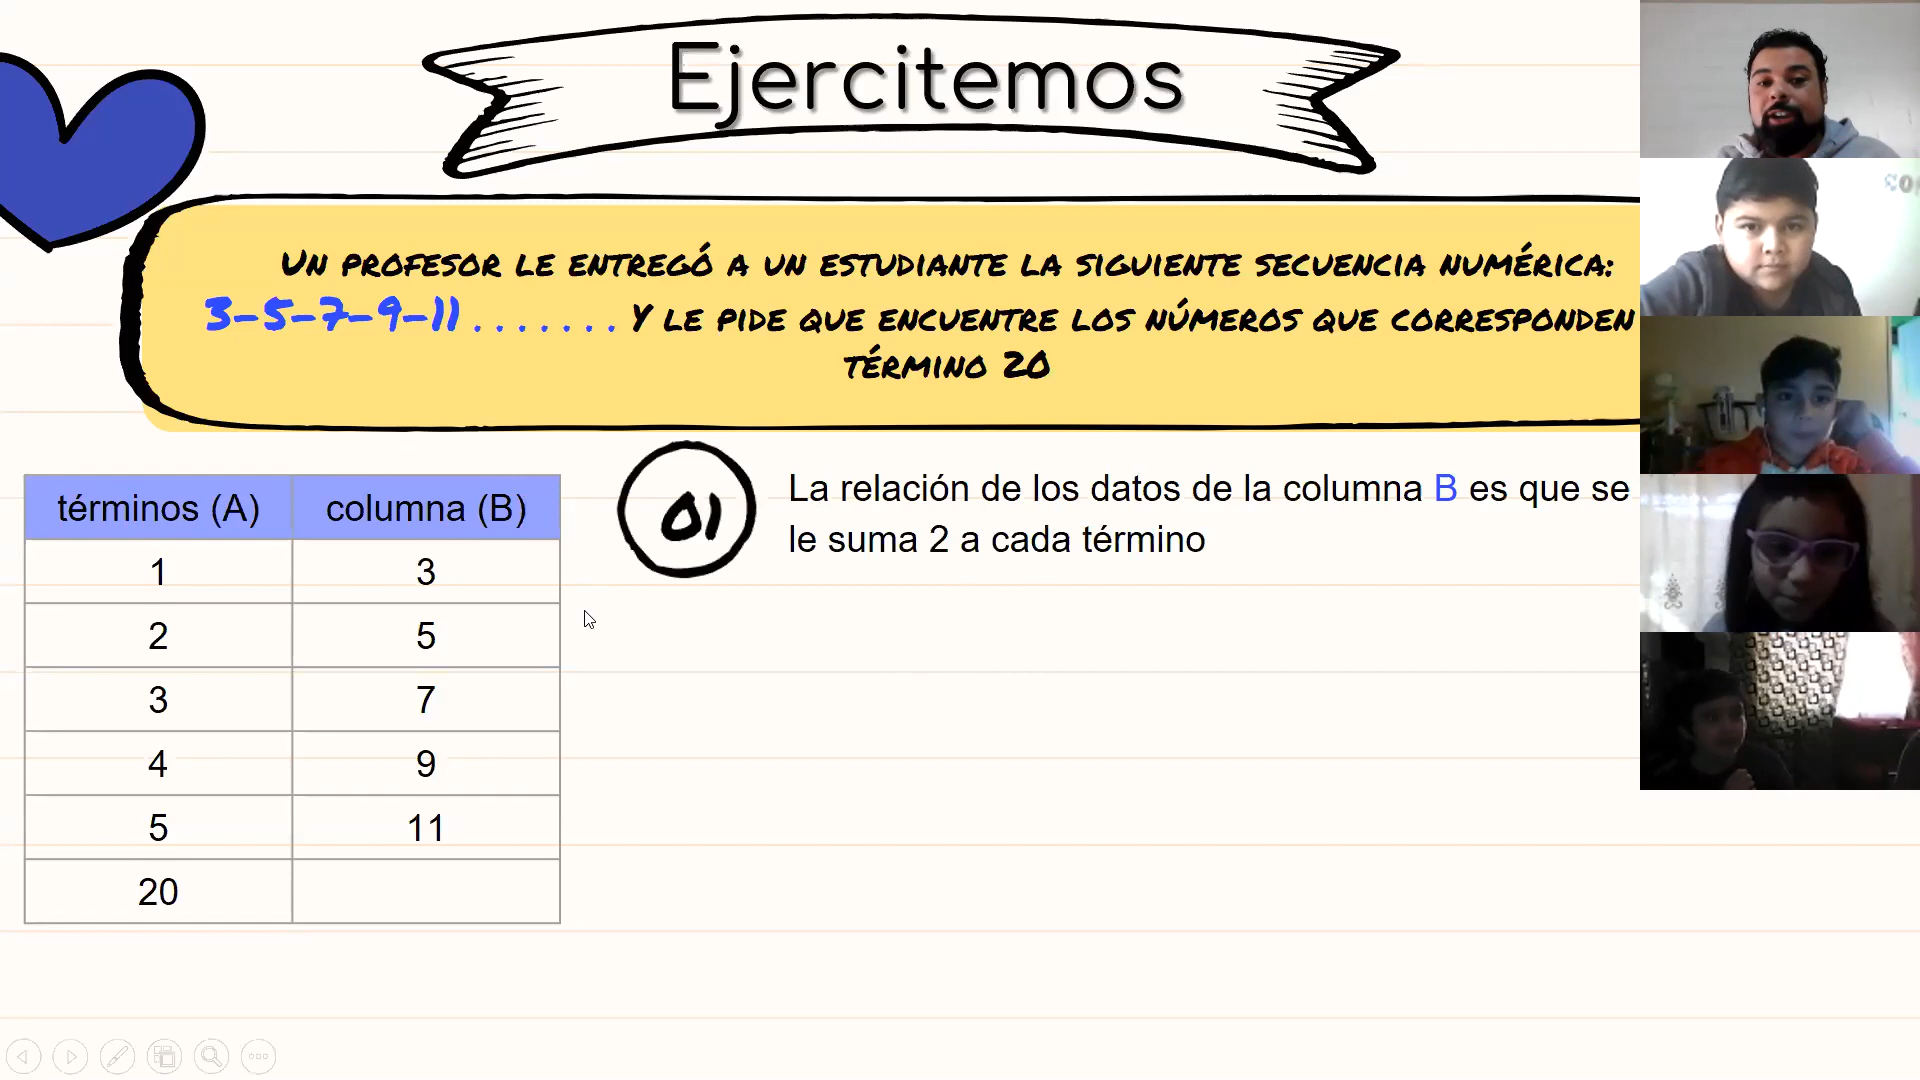 Ejercitemos
Un profesor le entregó a un estudiante la siguiente secuencia numérica:
3-5-7-9-11 ....... Y le pide que encuentre los números que corresponden
término 20
términos (A) columna (B)
1 3
2 5
3 7
4 9
5 11
20
01
La relación de los datos de la columna B es que se
le suma 2 a cada término